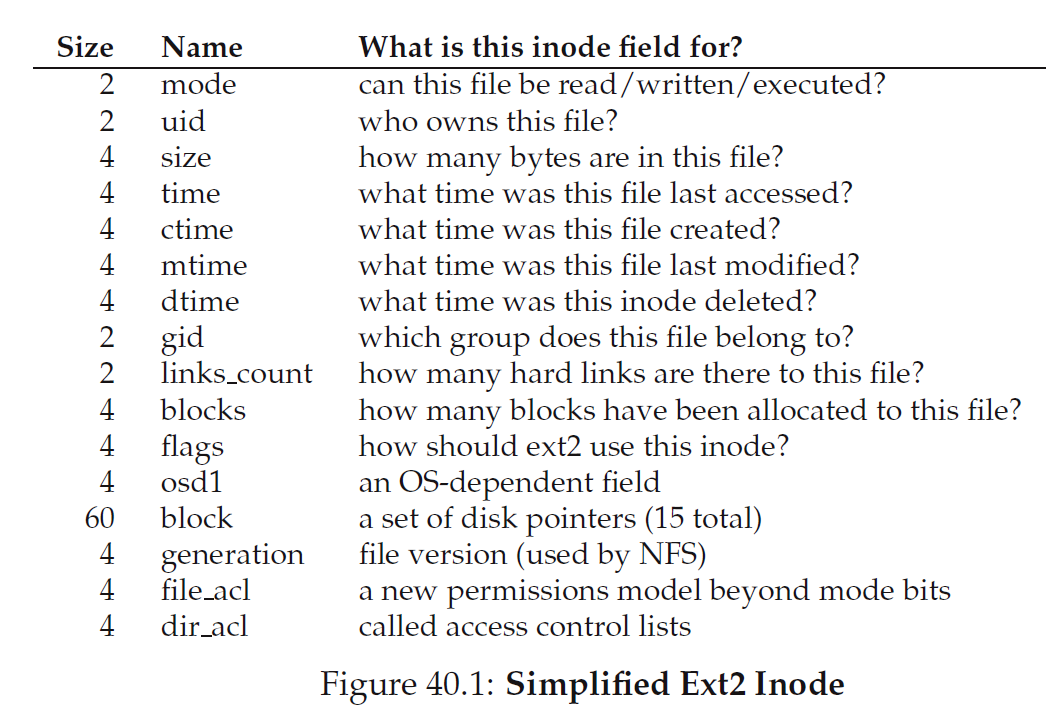 Size Name What is this inode field for?
2 mode can this file be read/written/executed?
2 uid who owns this file?
4 size how many bytes are in this file?
4 time what time was this file last accessed?
4 ctime what time was this file created?
4 mtime what time was this file last modified?
4 dtime what time was this inode deleted?
2 gid which group does this file belong to?
2 links_count how many hard links are there to this file?
4 blocks how many blocks have been allocated to this file?
4 flags how should ext2 use this inode?
4 osd1 an OS-dependent field
60 block a set of disk pointers (15 total)
4 generation file version (used by NFS)
4 file_acl a new permissions model beyond mode bits
4 dir_acl called access control lists
Figure 40.1: Simplified Ext2 Inode